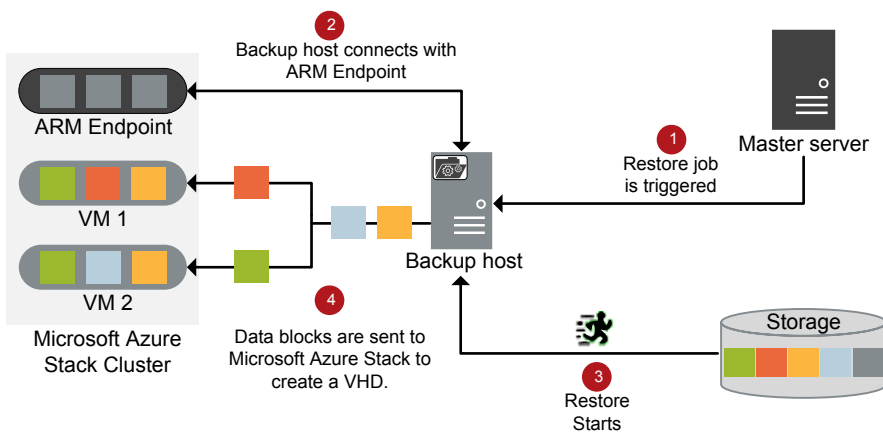 2
Backup host connects with
ARM Endpoint
ARM Endpoint
VM 1
VM 2
Microsoft Azure
Stack Cluster
1
Restore job
is triggered
Master server
Backup host
4
Data blocks are sent to
Microsoft Azure Stack to
create a VHD.
3
Restore
Starts
Storage